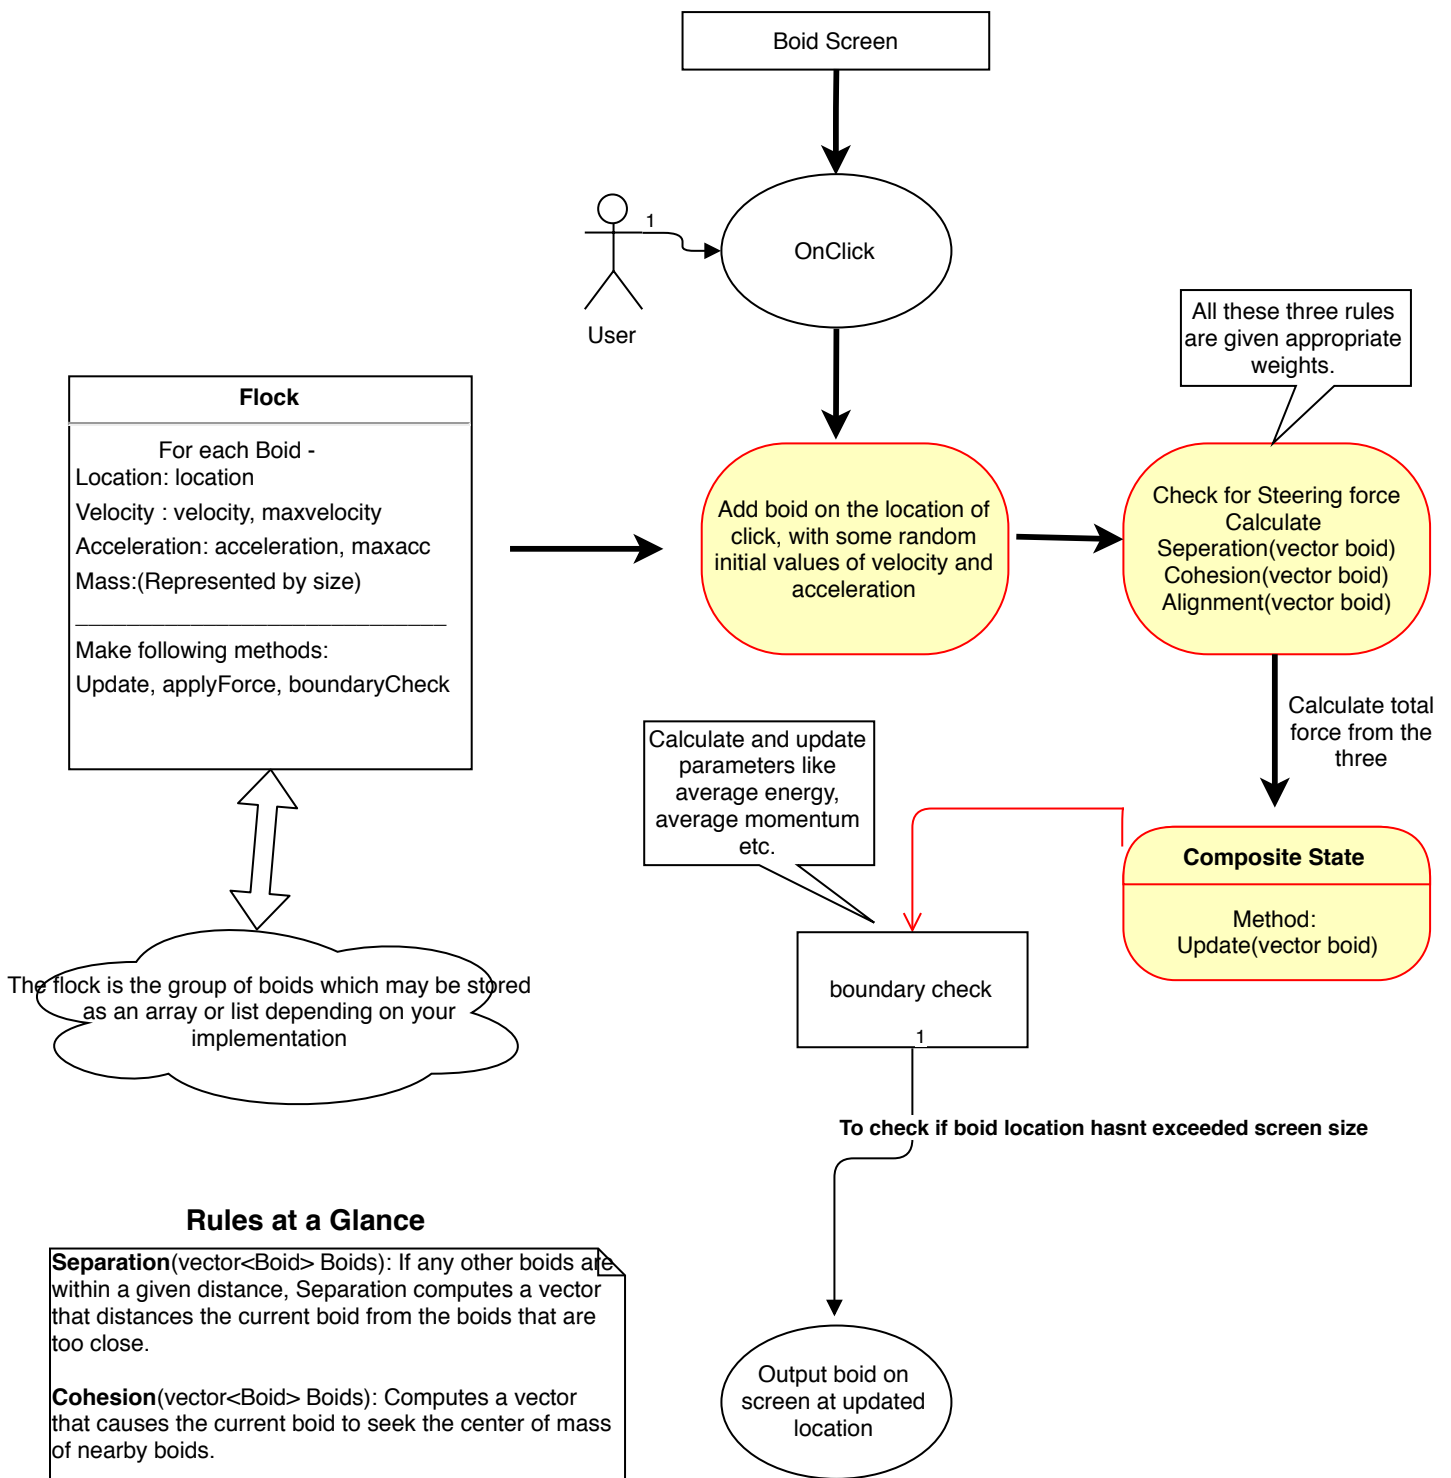 Boid Screen
1
OnClick
User
All these three rules
are given appropriate
weights.
Flock
For each Boid -
Location: location
Velocity : velocity, maxvelocity
Acceleration: acceleration, maxacc
Mass:(Represented by size)
Make following methods:
Update, applyForce, boundaryCheck
Add boid on the location of
click, with some random
initial values of velocity and
acceleration
Check for Steering force
Calculate
Seperation(vector boid)
Cohesion(vector boid)
Alignment(vector boid)
Calculate total
force from the
three
Calculate and update
parameters like
average energy,
average momentum
etc.
Composite State
Method:
Update(vector boid)
The flock is the group of boids which may be stored
as an array or list depending on your
implementation
boundary check
1
To check if boid location hasnt exceeded screen size
Rules at a Glance
Separation(vector<Boid> Boids): If any other boids are
within a given distance, Separation computes a vector
that distances the current boid from the boids that are
too close.
Cohesion(vector<Boid> Boids): Computes a vector
that causes the current boid to seek the center of mass
of nearby boids.
Output boid on
screen at updated
location